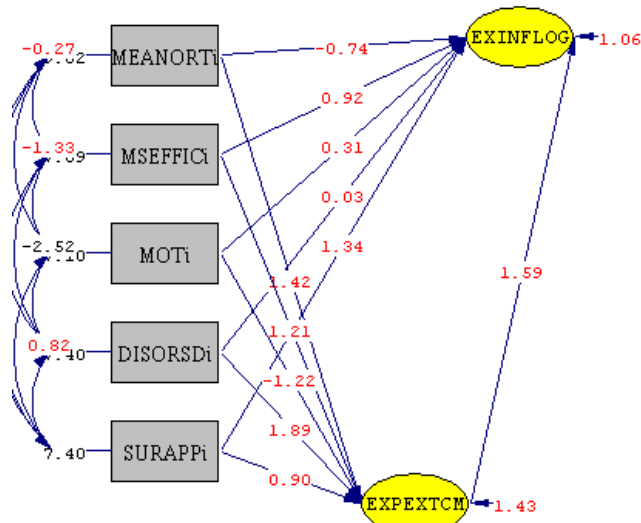 EXINFLOG
-0.27
MEANORTi
-0.74
1.06
0.92
-1.33
MSEFFICi
0.31
0.03
-2.52
MOTi
1.34
1.42
1.59
1.21
0.82
DISORSDi
-1.22
1.89
7.40
SURAPPi
0.90
EXPEXTCM
1.43